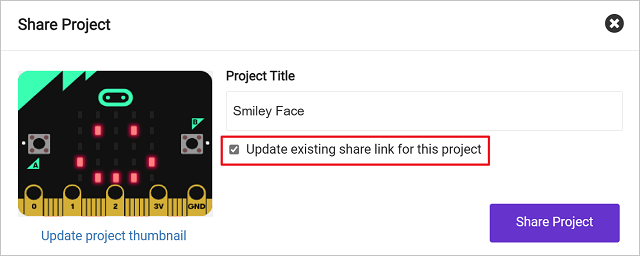 Share Project
Project Title
Smiley Face
Update existing share link for this project
A
B
0 1 2 3V GND
Update project thumbnail
Share Project